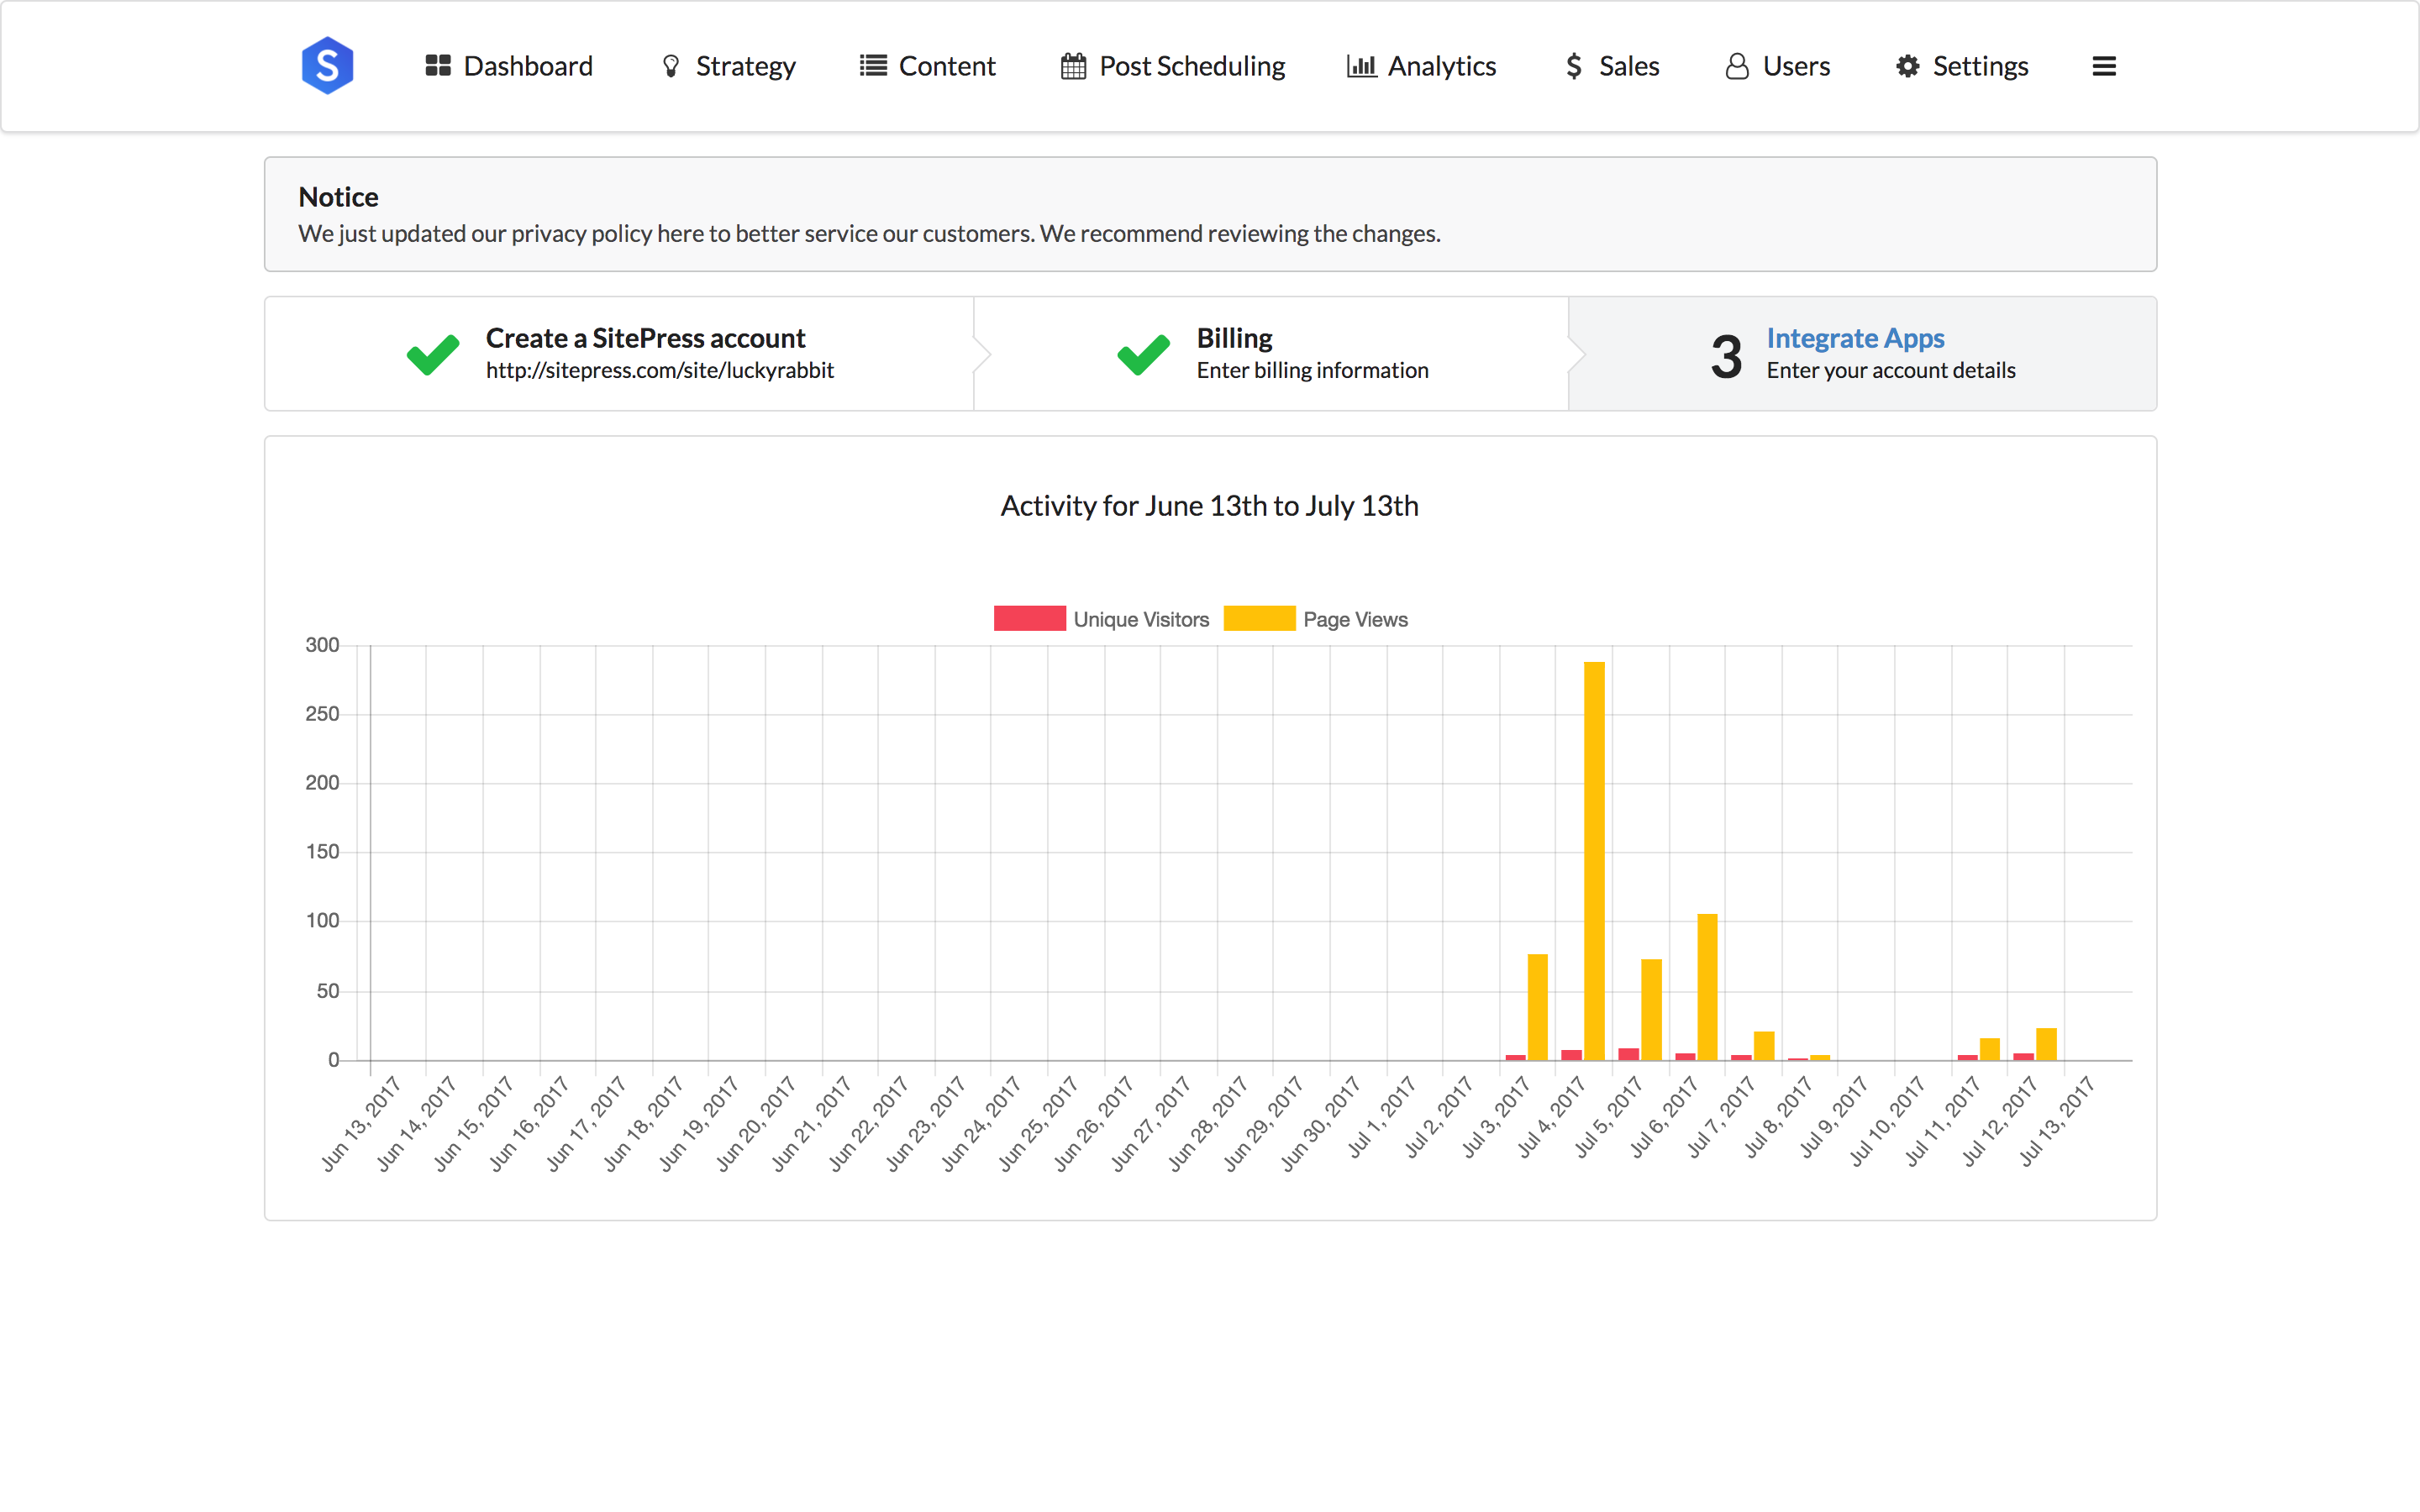 S
Dashboard Strategy Content Post Scheduling Analytics $ Sales Users Settings
Notice
We just updated our privacy policy here to better service our customers. We recommend reviewing the changes.
Create a SitePress account
http://sitepress.com/site/luckyrabbit
Billing
Enter billing information
3
Integrate Apps
Enter your account details
Activity for June 13th to July 13th
Unique Visitors Page Views
300
250
200
150
100
50
0
Jun 13, 2017
Jun 14, 2017
Jun 15, 2017
Jun 16, 2017
Jun 17, 2017
Jun 18, 2017
Jun 19, 2017
Jun 20, 2017
Jun 21, 2017
Jun 22, 2017
Jun 23, 2017
Jun 24, 2017
Jun 25, 2017
Jun 26, 2017
Jun 27, 2017
Jun 28, 2017
Jun 29, 2017
Jun 30, 2017
Jul 1, 2017
Jul 2, 2017
Jul 3, 2017
Jul 4, 2017
Jul 5, 2017
Jul 6, 2017
Jul 7, 2017
Jul 8, 2017
Jul 9, 2017
Jul 10, 2017
Jul 11, 2017
Jul 12, 2017
Jul 13, 2017